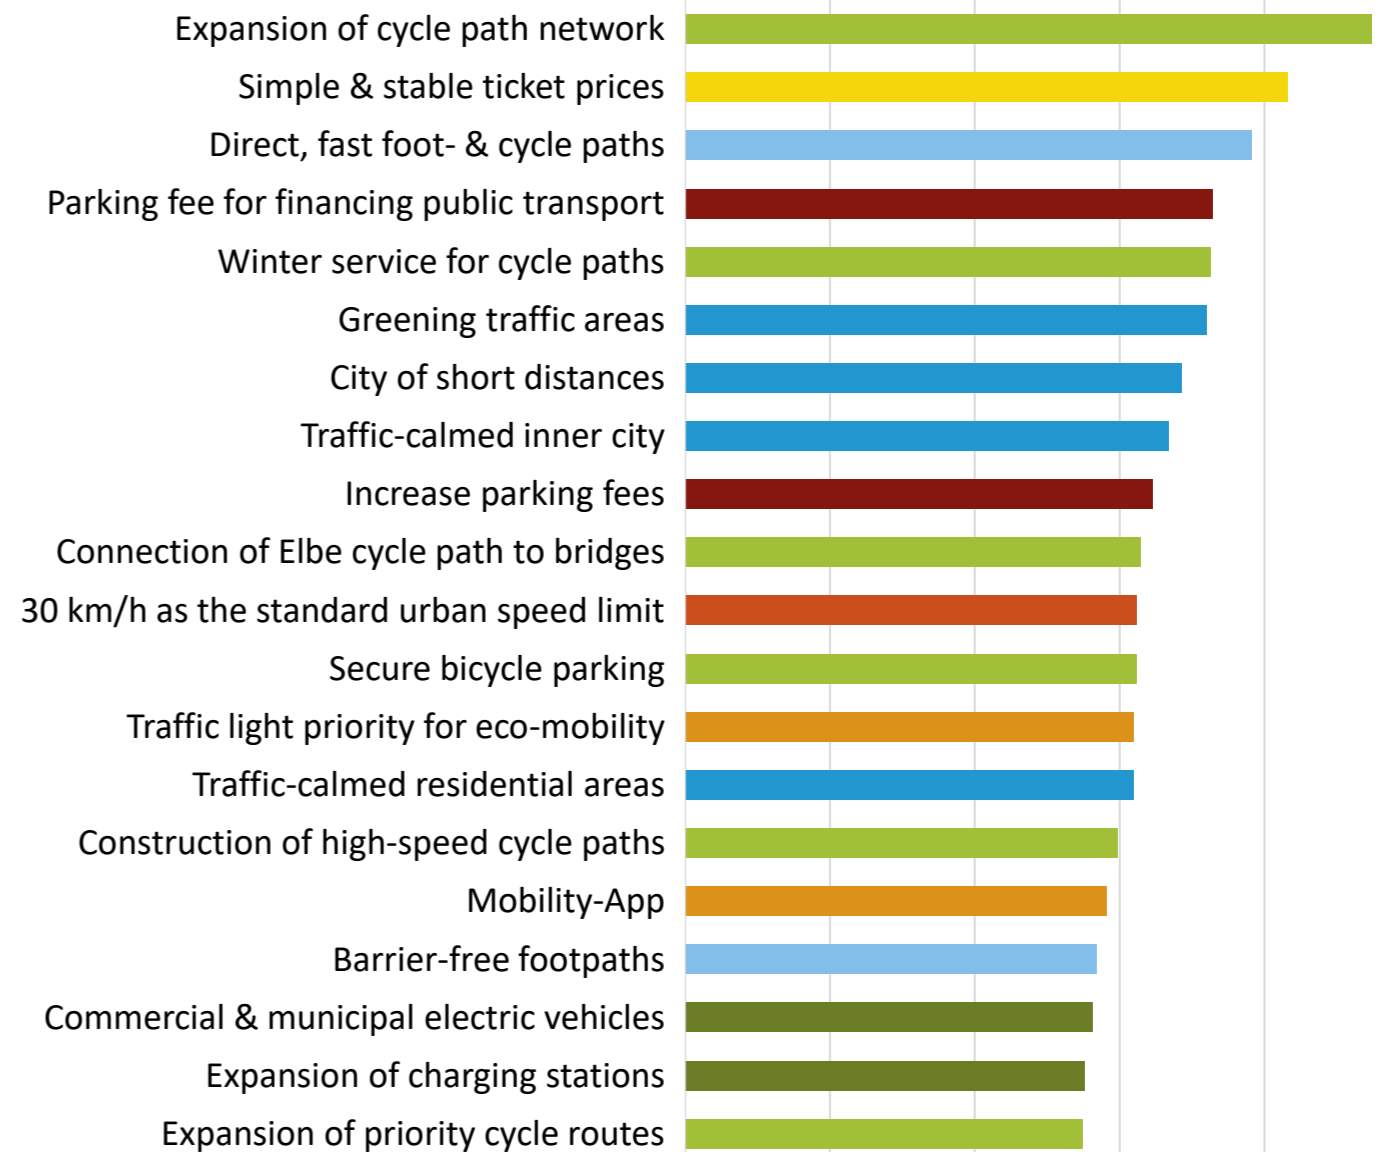 Expansion of cycle path network
Simple & stable ticket prices
Direct, fast foot- & cycle paths
Parking fee for financing public transport
Winter service for cycle paths
Greening traffic areas
City of short distances
Traffic-calmed inner city
Increase parking fees
Connection of Elbe cycle path to bridges
30 km/h as the standard urban speed limit
Secure bicycle parking
Traffic light priority for eco-mobility
Traffic-calmed residential areas
Construction of high-speed cycle paths
Mobility-App
Barrier-free footpaths
Commercial & municipal electric vehicles
Expansion of charging stations
Expansion of priority cycle routes